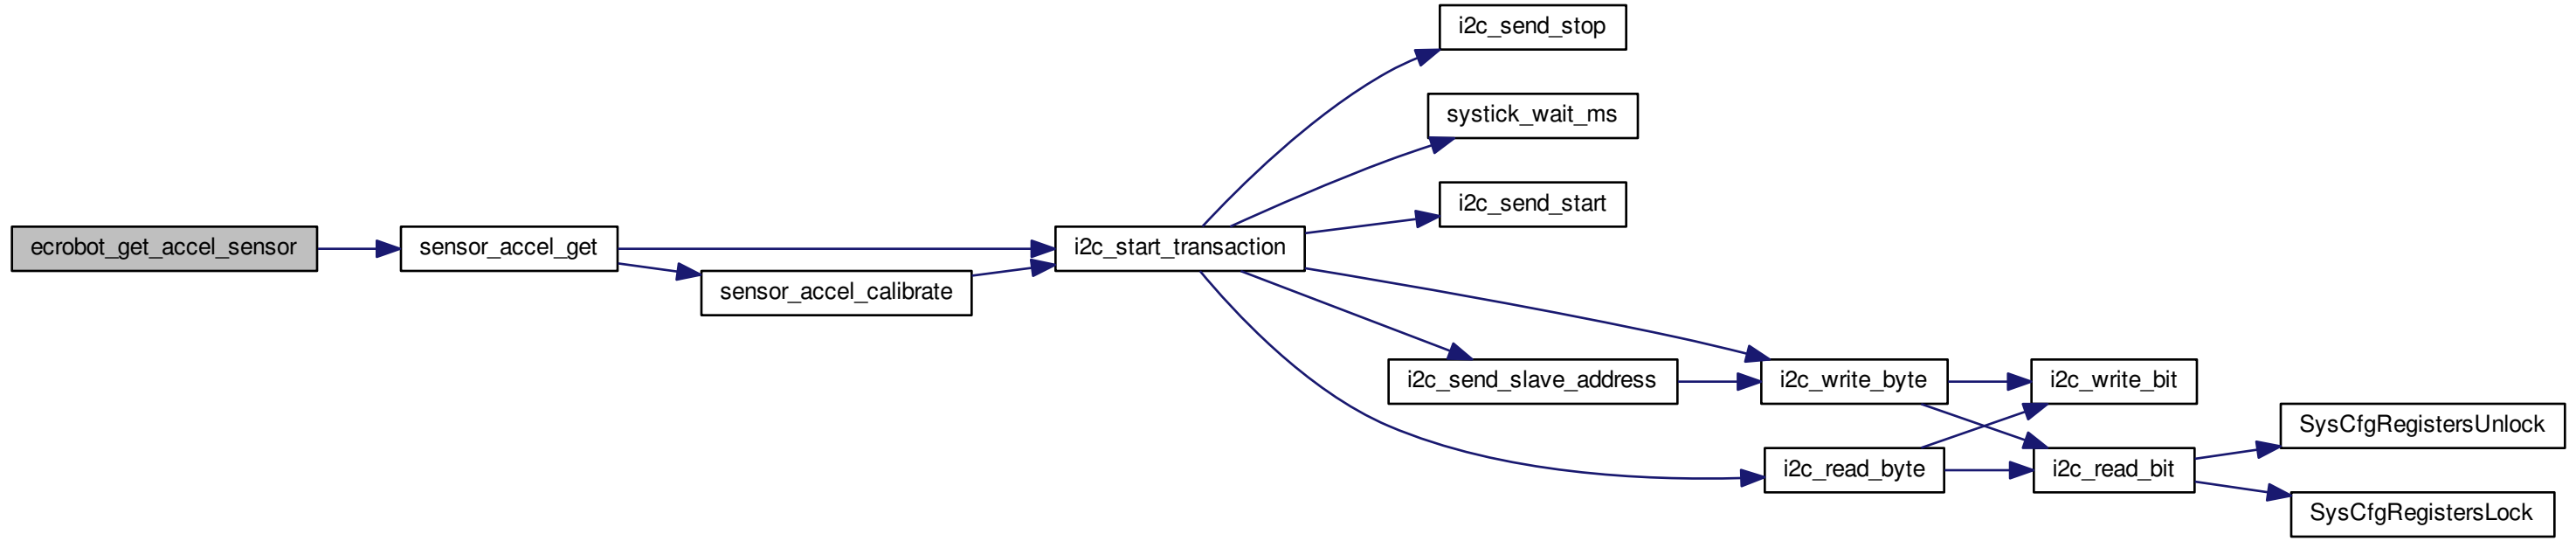 i2c_send_stop
systick_wait_ms
i2c_send_start
ecrobot_get_accel_sensor
sensor_accel_get
i2c_start_transaction
sensor_accel_calibrate
i2c_send_slave_address
i2c_write_byte
i2c_write_bit
SysCfgRegistersUnlock
i2c_read_byte
i2c_read_bit
SysCfgRegistersLock